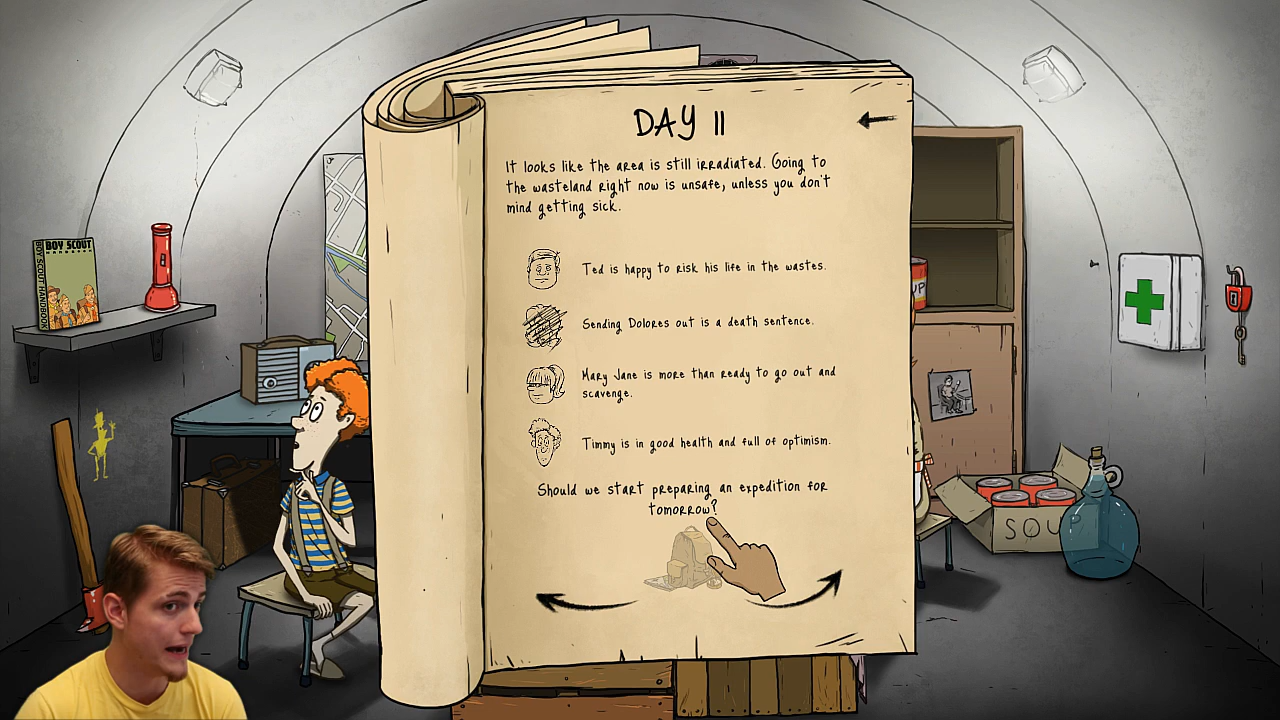 DAY 11
It looks like the area is still irradiated. Going to
the wasteland right now is unsafe, unless you don't
mind getting sick.
Ted is happy to risk his life in the wastes.
Sending Dolores out is a death sentence.
Mary Jane is more than ready to go out and
scavenge.
Timmy is in good health and full of optimism.
Should we start preparing an expedition for
tomorrow?
BOY SCOUT
BOY SCOUT HANDBOOK
UP
SOUP